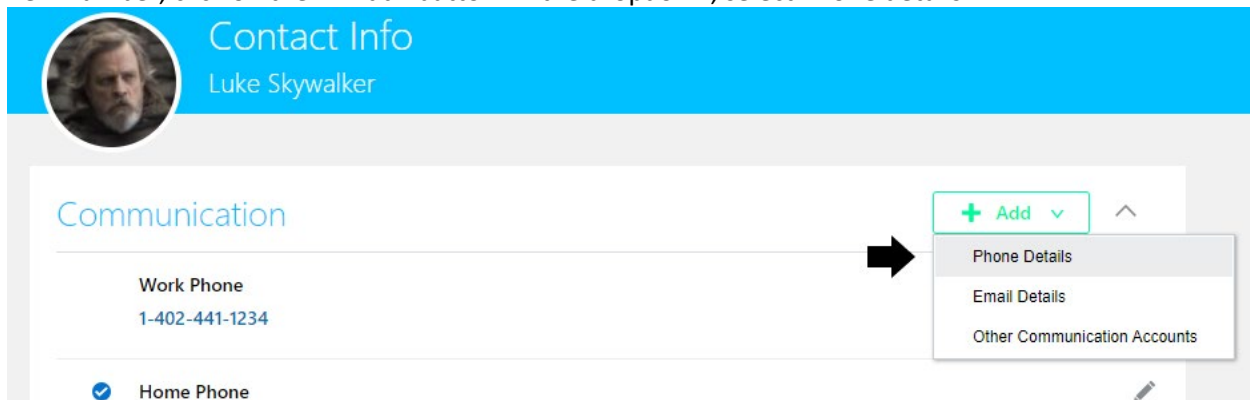 Contact Info
Luke Skywalker
Communication
Add
Phone Details
Work Phone
Email Details
1-402-441-1234
Other Communication Accounts
Home Phone